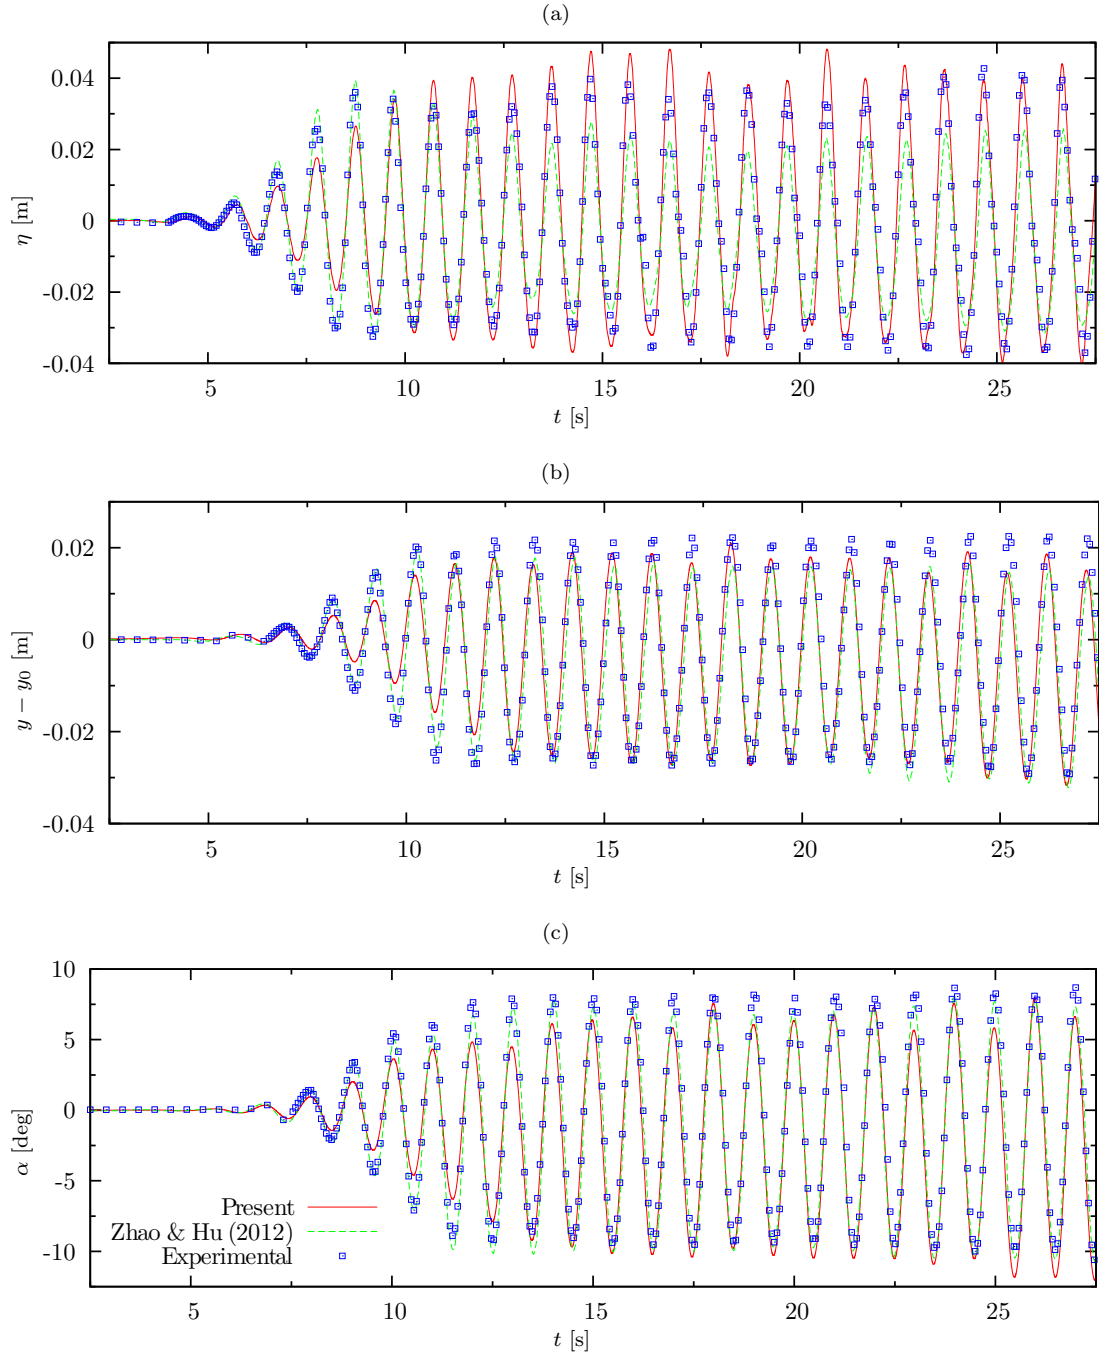 (a)
0.04
0.02
0
-0.02
-0.04
η [m]
5 10 15 20 25
t [s]
(b)
0.02
0
-0.02
-0.04
y − y0 [m]
5 10 15 20 25
t [s]
(c)
10
5
0
-5
-10
α [deg]
Present
Zhao & Hu (2012)
Experimental
5 10 15 20 25
t [s]